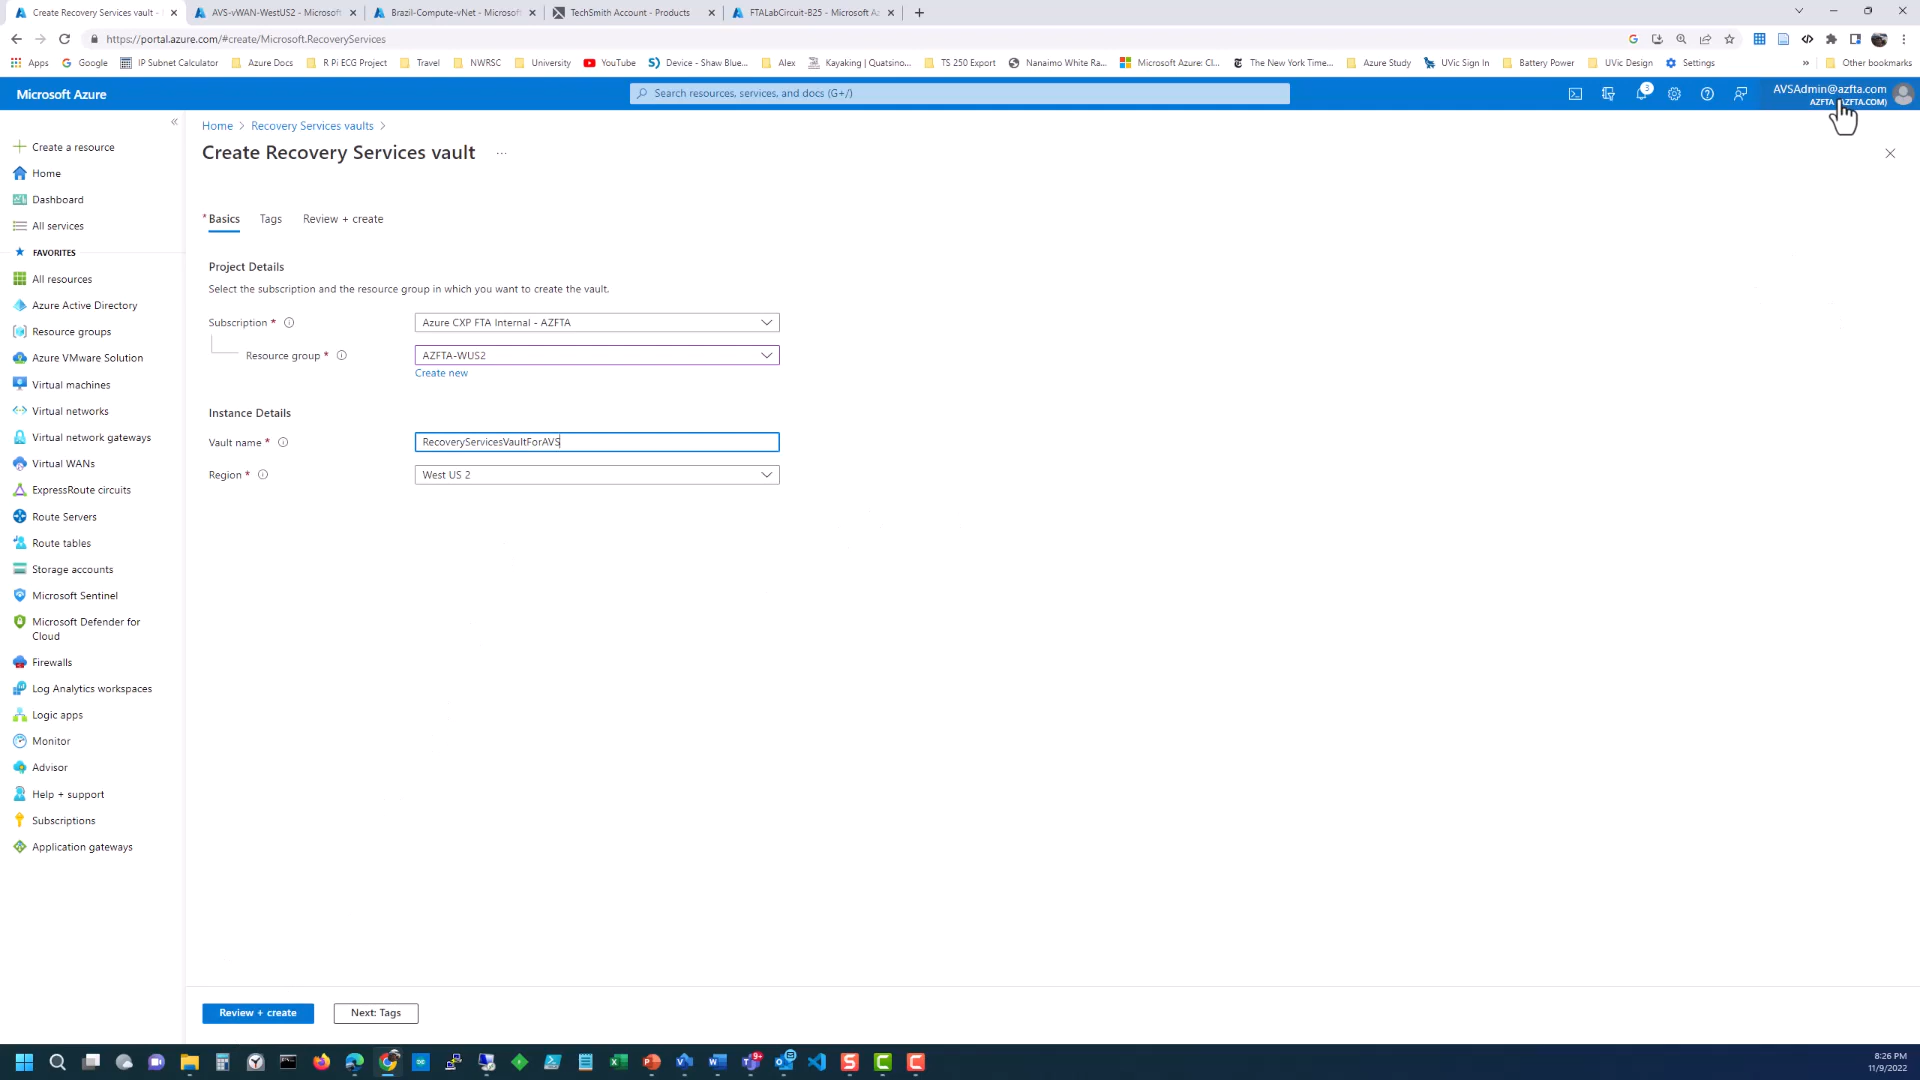 Create Recovery Services vault -
AVS-vWAN-WestUS2 - Microsoft
Brazil-Compute-vNet - Microsoft
TechSmith Account - Products
FTALabCircuit-B25 - Microsoft Az
https://portal.azure.com/#create/Microsoft.RecoveryServices
Apps
Google
IP Subnet Calculator
Azure Docs
R Pi ECG Project
Travel
NWRSC
University
YouTube
Device - Shaw Blue...
Alex
Kayaking | Quatsino...
TS 250 Export
Nanaimo White Ra...
Microsoft Azure: Cl...
The New York Time...
Azure Study
UVic Sign In
Battery Power
UVic Design
Settings
»
Other bookmarks
Microsoft Azure
Search resources, services, and docs (G+/)
3
AVSAdmin@azfta.com
AZFTA AZFTA.COM)
Home > Recovery Services vaults >
Create Recovery Services vault ...
* Basics
Tags
Review + create
Project Details
Select the subscription and the resource group in which you want to create the vault.
Subscription *
Azure CXP FTA Internal - AZFTA
Resource group *
AZFTA-WUS2
Create new
Instance Details
Vault name *
RecoveryServicesVaultForAVS
Region *
West US 2
Review + create
Next: Tags
Create a resource
Home
Dashboard
All services
FAVORITES
All resources
Azure Active Directory
Resource groups
Azure VMware Solution
Virtual machines
Virtual networks
Virtual network gateways
Virtual WANs
ExpressRoute circuits
Route Servers
Route tables
Storage accounts
Microsoft Sentinel
Microsoft Defender for
Cloud
Firewalls
Log Analytics workspaces
Logic apps
Monitor
Advisor
Help + support
Subscriptions
Application gateways
8:26 PM
11/9/2022